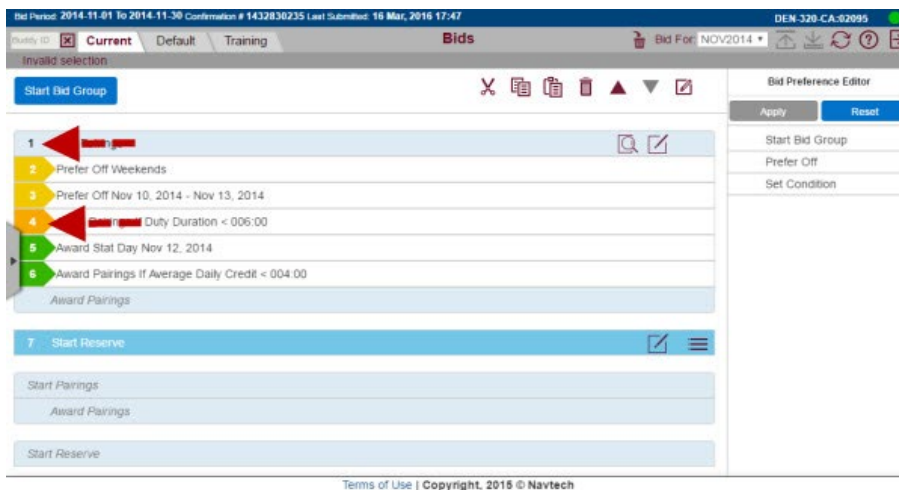 Bid Period: 2014-11-01 To 2014-11-30 Confirmation # 1432830235 Last Submitted: 16 Mar, 2016 17:47 DEN-320-CA:02095
Buddy ID Current Default Training Bids Bid For: NOV2014
Invalid selection
Start Bid Group
Bid Preference Editor
Apply Reset
Start Bid Group
Prefer Off
Set Condition
1
2 Prefer Off Weekends
3 Prefer Off Nov 10, 2014 - Nov 13, 2014
4 Duty Duration < 006:00
5 Award Stat Day Nov 12, 2014
6 Award Pairings If Average Daily Credit < 004:00
Award Pairings
7 Start Reserve
Start Pairings
Award Pairings
Start Reserve
Terms of Use | Copyright, 2015 © Navtech